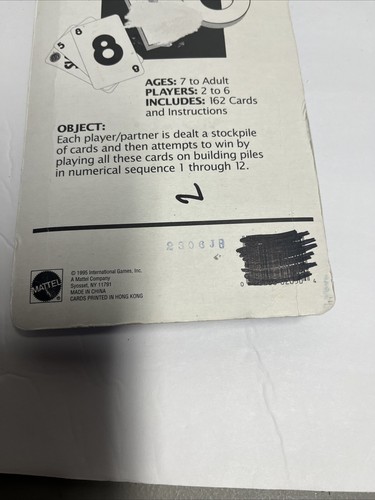 5
8
8
AGES: 7 to Adult
PLAYERS: 2 to 6
INCLUDES: 162 Cards
and Instructions
OBJECT:
Each player/partner is dealt a stockpile
of cards and then attempts to win by
playing all these cards on building piles
in numerical sequence 1 through 12.
2
2306JB
MATTEL
© 1995 International Games, Inc.
A Mattel Company
Syosset, NY 11791
MADE IN CHINA
CARDS PRINTED IN HONG KONG